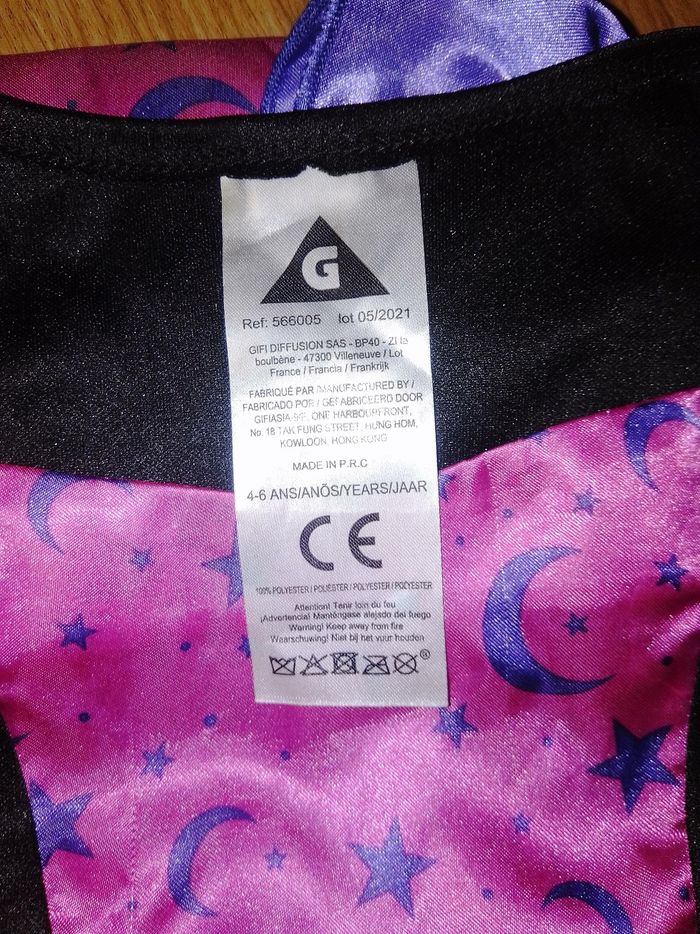 G
Ref: 566005 lot 05/2021
GIFI DIFFUSION SAS - BP40 - ZI la
boulbène - 47300 Villeneuve / Lot
France / Francia / Frankrijk
FABRIQUÉ PAR /MANUFACTURED BY /
FABRICADO POR / GEFABRICEERD DOOR
ONE HARBOURFRONT,
No. 18 TAK FUNG STREET, HUNG HOM,
KOWLOON, HONG KONG
MADE IN P.R.C
4-6 ANS/ANÕS/YEARS/JAAR
CE
100% POLYESTER / POLIÉSTER / POLYESTER / POLYESTER
Attention! Tenir loin du feu
¡Advertencia! Manténgase alejado del fuego
Warning! Keep away from fire
Waarschuwing! Niet bij het vuur houden
®